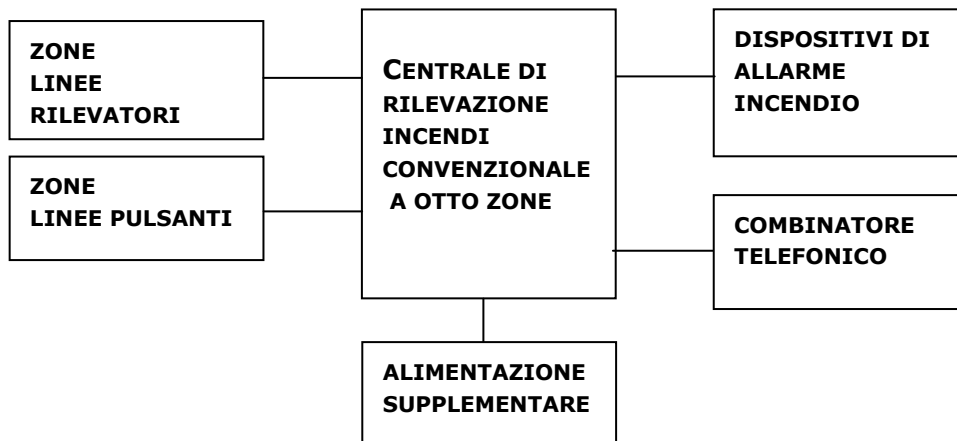 ZONE
LINEE
RILEVATORI
ZONE
LINEE PULSANTI
CENTRALE DI
RILEVAZIONE
INCENDI
CONVENZIONALE
A OTTO ZONE
DISPOSITIVI DI
ALLARME
INCENDIO
COMBINATORE
TELEFONICO
ALIMENTAZIONE
SUPPLEMENTARE